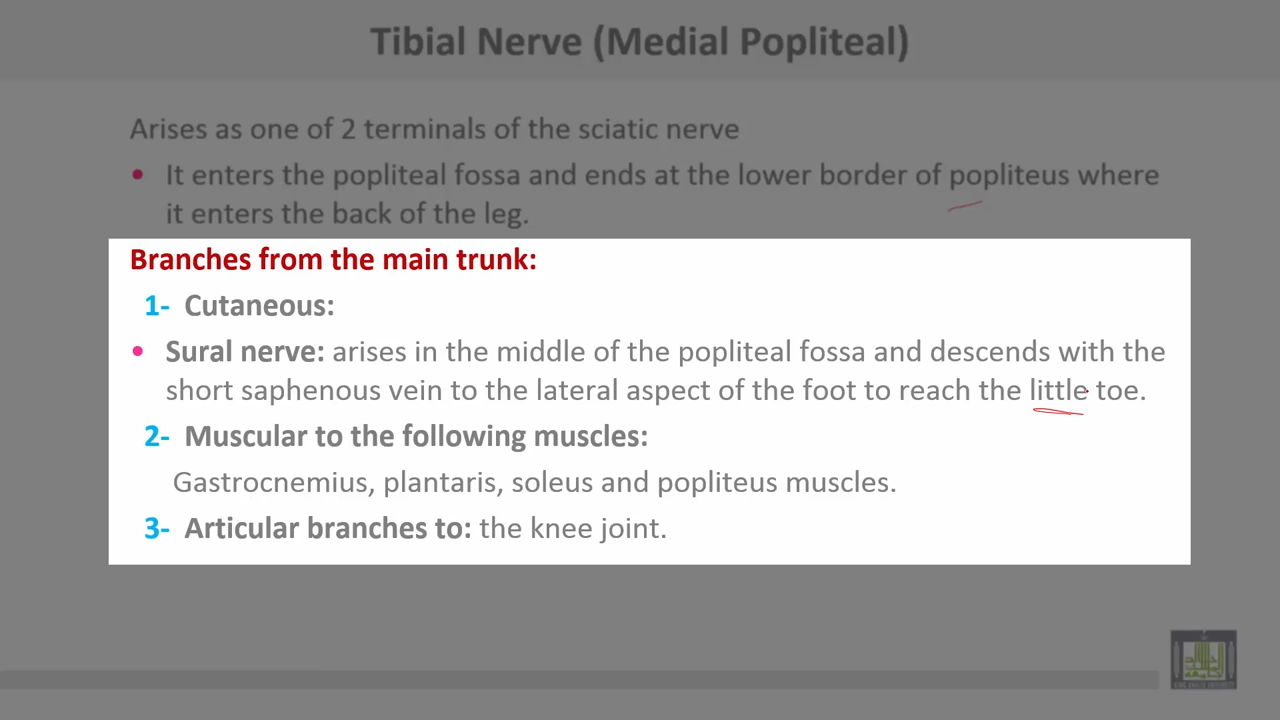 Tibial Nerve (Medial Popliteal)
Arises as one of 2 terminals of the sciatic nerve
• It enters the popliteal fossa and ends at the lower border of popliteus where
it enters the back of the leg.
Branches from the main trunk:
1- Cutaneous:
• Sural nerve: arises in the middle of the popliteal fossa and descends with the
short saphenous vein to the lateral aspect of the foot to reach the little toe.
2- Muscular to the following muscles:
Gastrocnemius, plantaris, soleus and popliteus muscles.
3- Articular branches to: the knee joint.